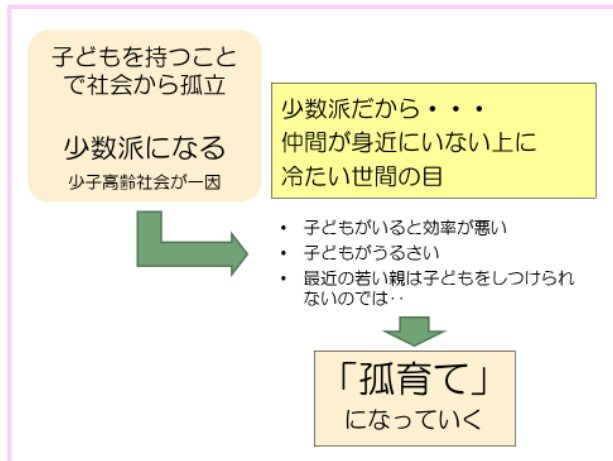 子どもを持つこと
で社会から孤立
少数派になる
少子高齢社会が一因
少数派だから・・・
仲間が身近にいない上に
冷たい世間の目
• 子どもがいると効率が悪い
• 子どもがうるさい
• 最近の若い親は子どもをしつけられ
ないのでは‥
「孤育て」
になっていく